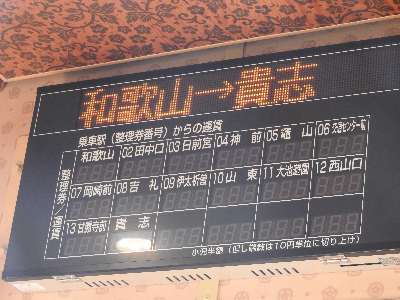 和歌山→貴志
乗車駅(整理券番号)からの運賃
整理券 運賃
和歌山 02 田中口 03 日前宮 04 神前 05 竈山 06 交通センター前
07 岡崎前 08 吉礼 09 伊太祈曽 10 山東 11 大池遊園 12 西山口
13 甘露寺前 貴志
小児半額(但し端数は10円単位に切り上げ)